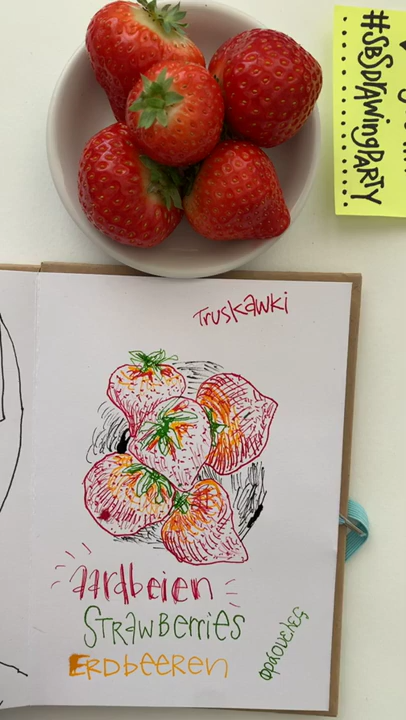 #SBSDRAWINGPARTY
Truskawki
aardbeien
STRAWBERRIES
ERDBEEREN
φράουλες